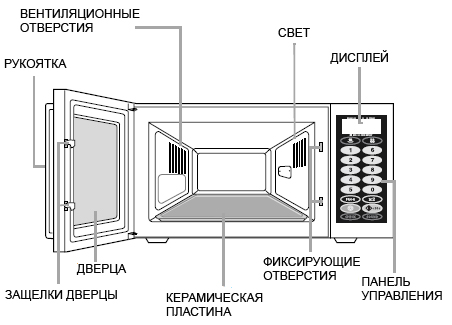 ВЕНТИЛЯЦИОННЫЕ
ОТВЕРСТИЯ
СВЕТ
ДИСПЛЕЙ
РУКОЯТКА
1 6
2 7
3 8
4 9
5 0
ДВЕРЦА
ЗАЩЕЛКИ ДВЕРЦЫ
КЕРАМИЧЕСКАЯ
ПЛАСТИНА
ФИКСИРУЮЩИЕ
ОТВЕРСТИЯ
ПАНЕЛЬ
УПРАВЛЕНИЯ